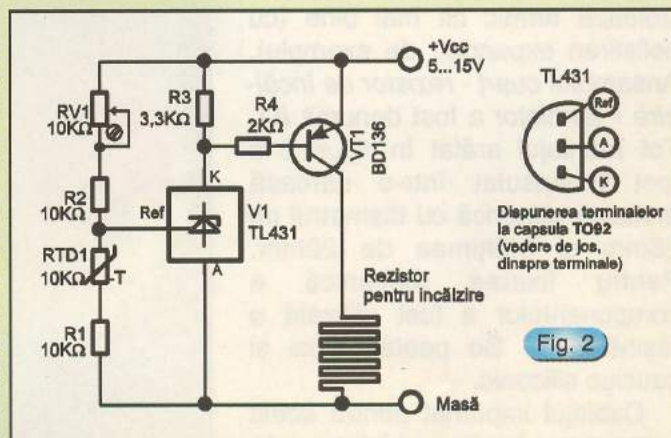 +Vcc
5...15V
TL431
RV1
10KΩ
R3
3,3KΩ
R4
2KΩ
VT1
BD136
Ref
A
K
R2
10KΩ
K
Ref
V1
TL431
A
RTD1
10KΩ
T
R1
10KΩ
Dispunerea terminalelor
la capsula TO92
(vedere de jos,
dinspre terminale)
Rezistor
pentru incălzire
Fig. 2
Masă